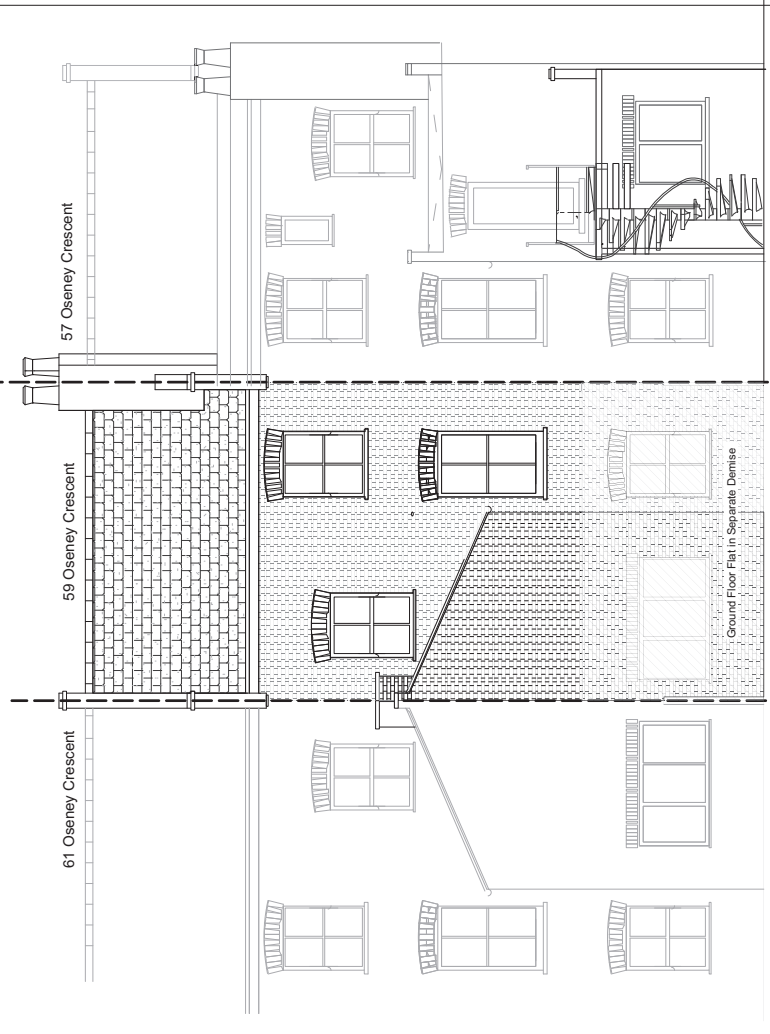 61 Oseney Crescent
59 Oseney Crescent
57 Oseney Crescent
Ground Floor Flat in Separate Demise